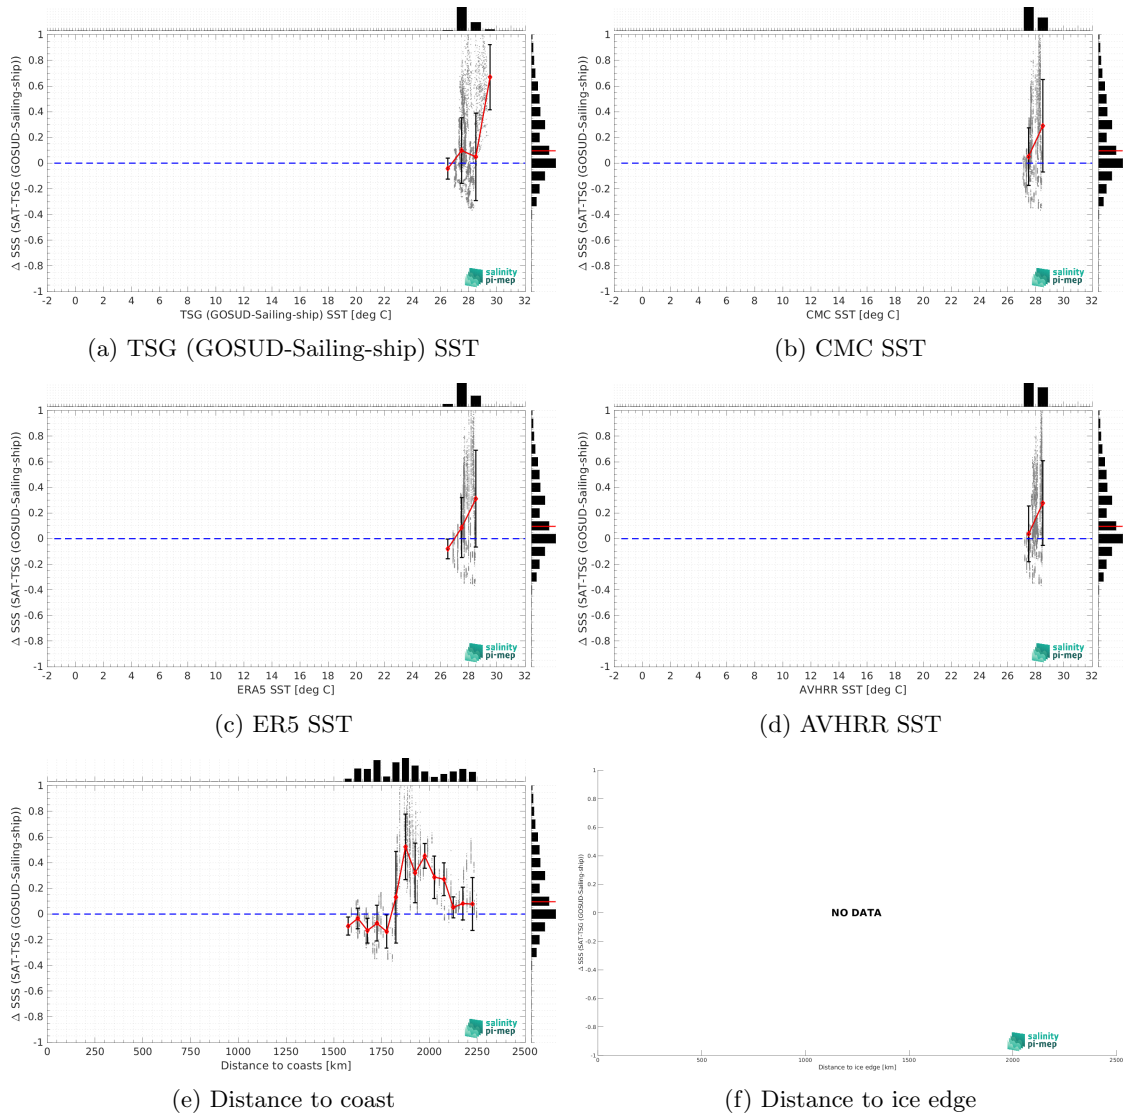 1
0.8
0.6
0.4
0.2
0
-0.2
-0.4
-0.6
-0.8
-1
Δ SSS (SAT-TSG (GOSUD-Sailing-ship))
salinity
pi-mep
-2 0 2 4 6 8 10 12 14 16 18 20 22 24 26 28 30 32
TSG (GOSUD-Sailing-ship) SST [deg C]
(a) TSG (GOSUD-Sailing-ship) SST
1
0.8
0.6
0.4
0.2
0
-0.2
-0.4
-0.6
-0.8
-1
Δ SSS (SAT-TSG (GOSUD-Sailing-ship))
salinity
pi-mep
-2 0 2 4 6 8 10 12 14 16 18 20 22 24 26 28 30 32
CMC SST [deg C]
(b) CMC SST
1
0.8
0.6
0.4
0.2
0
-0.2
-0.4
-0.6
-0.8
-1
Δ SSS (SAT-TSG (GOSUD-Sailing-ship))
salinity
pi-mep
-2 0 2 4 6 8 10 12 14 16 18 20 22 24 26 28 30 32
ERA5 SST [deg C]
(c) ER5 SST
1
0.8
0.6
0.4
0.2
0
-0.2
-0.4
-0.6
-0.8
-1
Δ SSS (SAT-TSG (GOSUD-Sailing-ship))
salinity
pi-mep
-2 0 2 4 6 8 10 12 14 16 18 20 22 24 26 28 30 32
AVHRR SST [deg C]
(d) AVHRR SST
1
0.8
0.6
0.4
0.2
0
-0.2
-0.4
-0.6
-0.8
-1
Δ SSS (SAT-TSG (GOSUD-Sailing-ship))
salinity
pi-mep
0 250 500 750 1000 1250 1500 1750 2000 2250 2500
Distance to coasts [km]
(e) Distance to coast
1
0.8
0.6
0.4
0.2
0
-0.2
-0.4
-0.6
-0.8
-1
Δ SSS (SAT-TSG (GOSUD-Sailing-ship))
NO DATA
salinity
pi-mep
0 500 1000 1500 2000 2500
Distance to ice edge [km]
(f) Distance to ice edge